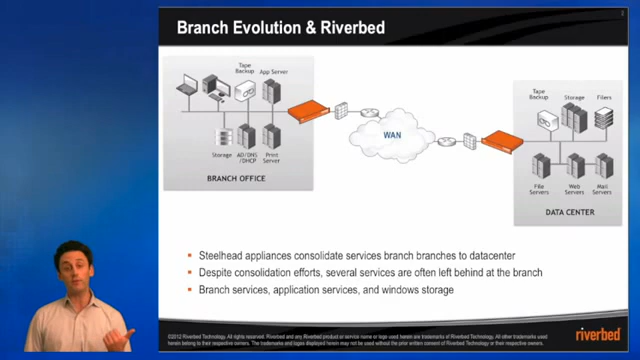 Branch Evolution & Riverbed
Tape Backup
App Server
Storage
AD/DNS /DHCP
Print Server
BRANCH OFFICE
WAN
Tape Backup
Storage
Filers
File Servers
Web Servers
Mail Servers
DATA CENTER
Steelhead appliances consolidate services branch branches to datacenter
Despite consolidation efforts, several services are often left behind at the branch
Branch services, application services, and windows storage
©2012 Riverbed Technology. All rights reserved. Riverbed and any Riverbed product or service name or logo used herein are trademarks of Riverbed Technology. All other trademarks used
herein belong to their respective owners. The trademarks and logos displayed herein may not be used without the prior written consent of Riverbed Technology or their respective owners.
riverbed